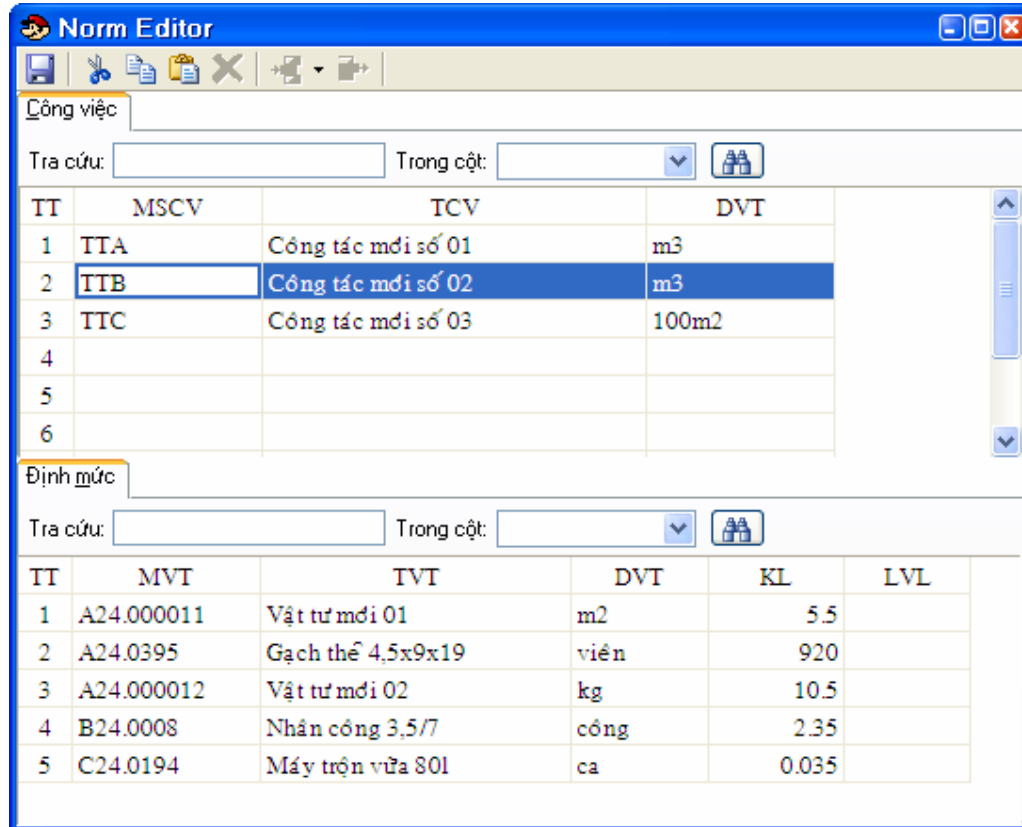 Norm Editor
Công việc
Tra cứu: Trong cột:
TT MSCV TCV DVT
1 TTA Công tác mới số 01 m3
2 TTB Công tác mới số 02 m3
3 TTC Công tác mới số 03 100m2
4
5
6
Định mức
Tra cứu: Trong cột:
TT MVT TVT DVT KL LVL
1 A24.000011 Vật tư mới 01 m2 5.5
2 A24.0395 Gạch thể 4,5x9x19 viên 920
3 A24.000012 Vật tư mới 02 kg 10.5
4 B24.0008 Nhân công 3,5/7 công 2.35
5 C24.0194 Máy trộn vữa 80l ca 0.035